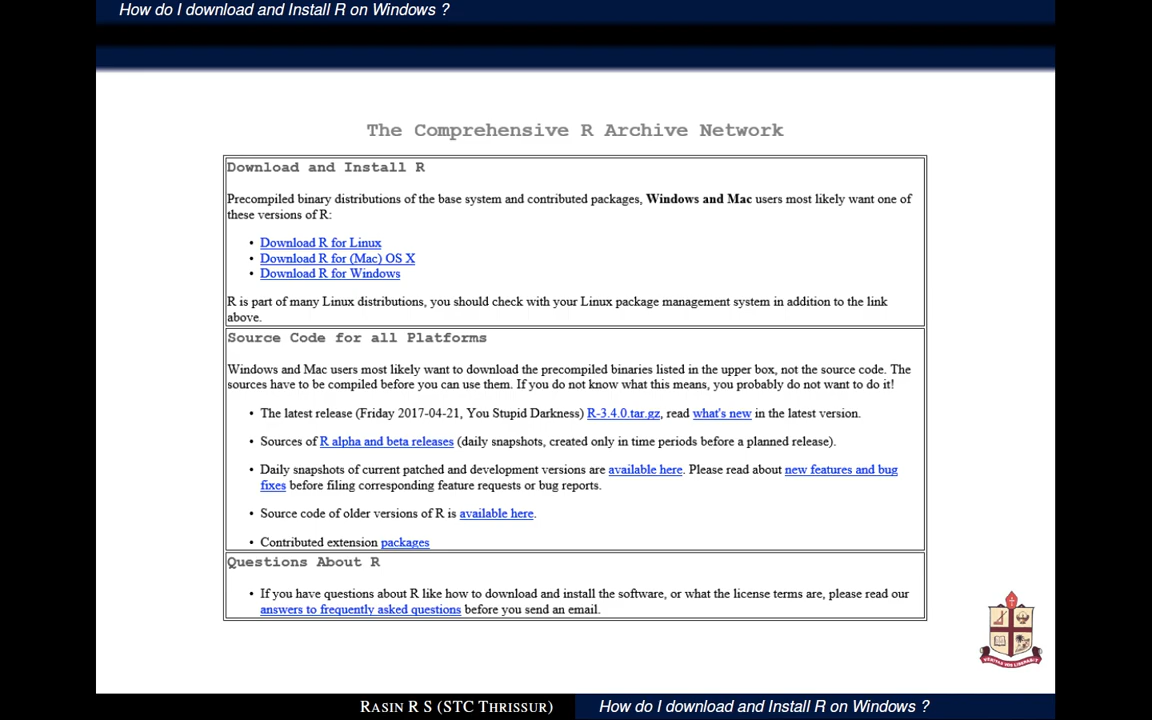 How do I download and Install R on Windows ?
The Comprehensive R Archive Network
Download and Install R
Precompiled binary distributions of the base system and contributed packages, Windows and Mac users most likely want one of
these versions of R:
• Download R for Linux
• Download R for (Mac) OS X
• Download R for Windows
R is part of many Linux distributions, you should check with your Linux package management system in addition to the link
above.
Source Code for all Platforms
Windows and Mac users most likely want to download the precompiled binaries listed in the upper box, not the source code. The
sources have to be compiled before you can use them. If you do not know what this means, you probably do not want to do it!
• The latest release (Friday 2017-04-21, You Stupid Darkness) R-3.4.0.tar.gz, read what's new in the latest version.
• Sources of R alpha and beta releases (daily snapshots, created only in time periods before a planned release).
• Daily snapshots of current patched and development versions are available here. Please read about new features and bug
fixes before filing corresponding feature requests or bug reports.
• Source code of older versions of R is available here.
• Contributed extension packages
Questions About R
• If you have questions about R like how to download and install the software, or what the license terms are, please read our
answers to frequently asked questions before you send an email.
VERITAS VOS LIBERABIT
RASIN R S (STC THRISSUR)
How do I download and Install R on Windows ?